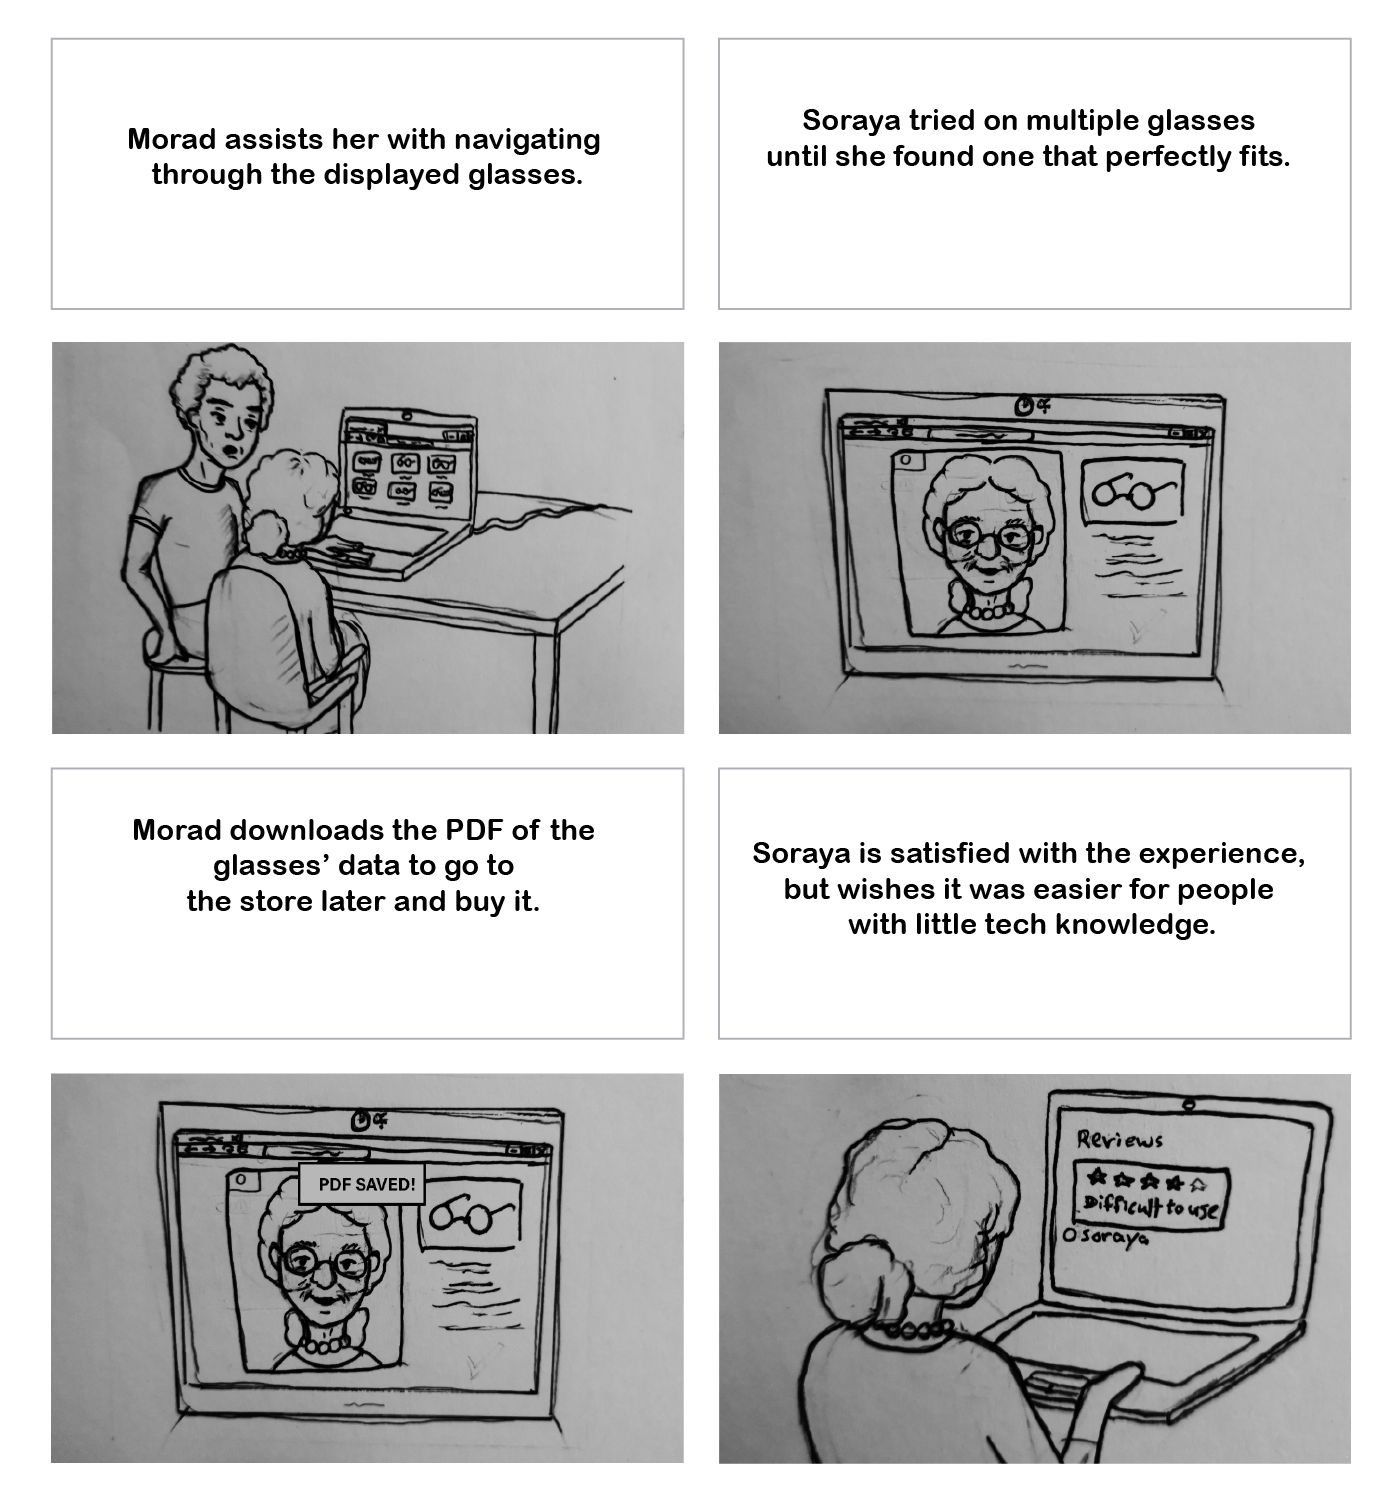 Morad assists her with navigating
through the displayed glasses.
Soraya tried on multiple glasses
until she found one that perfectly fits.
Morad downloads the PDF of the
glasses’ data to go to
the store later and buy it.
Soraya is satisfied with the experience,
but wishes it was easier for people
with little tech knowledge.
PDF SAVED!
Reviews
Difficult to use
soraya